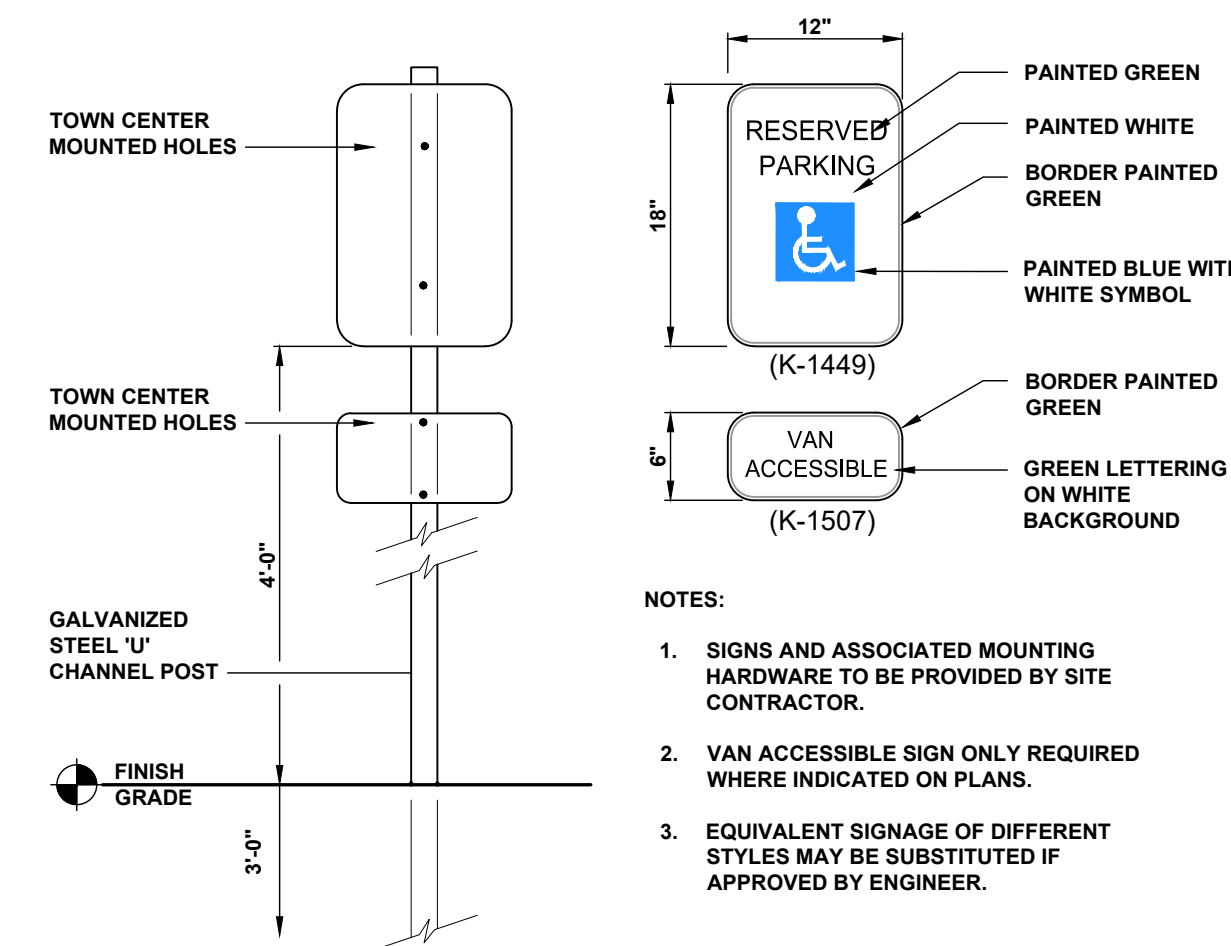 TOWN CENTER
MOUNTED HOLES
TOWN CENTER
MOUNTED HOLES
4'-0"
GALVANIZED
STEEL 'U'
CHANNEL POST
FINISH
GRADE
3'-0"
12"
18"
RESERVED
PARKING
(K-1449)
6"
VAN
ACCESSIBLE
(K-1507)
PAINTED GREEN
PAINTED WHITE
BORDER PAINTED
GREEN
PAINTED BLUE WIT
WHITE SYMBOL
BORDER PAINTED
GREEN
GREEN LETTERING
ON WHITE
BACKGROUND
NOTES:
1. SIGNS AND ASSOCIATED MOUNTING
HARDWARE TO BE PROVIDED BY SITE
CONTRACTOR.
2. VAN ACCESSIBLE SIGN ONLY REQUIRED
WHERE INDICATED ON PLANS.
3. EQUIVALENT SIGNAGE OF DIFFERENT
STYLES MAY BE SUBSTITUTED IF
APPROVED BY ENGINEER.